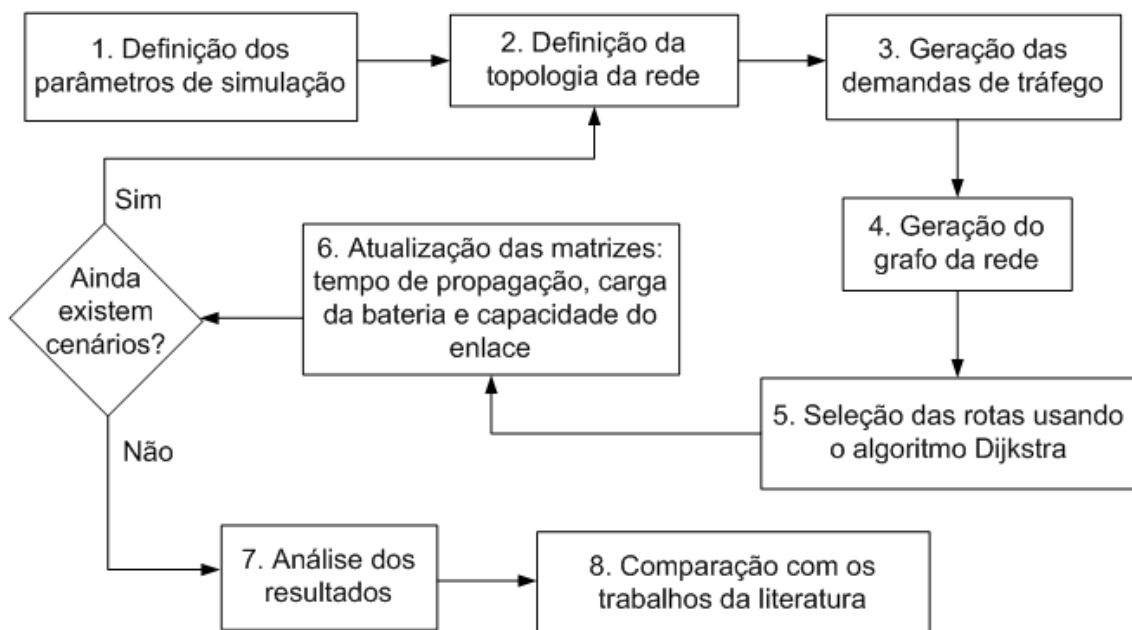 1. Definição dos
parâmetros de simulação
2. Definição da
topologia da rede
3. Geração das
demandas de tráfego
4. Geração do
grafo da rede
5. Seleção das rotas usando
o algoritmo Dijkstra
6. Atualização das matrizes:
tempo de propagação, carga
da bateria e capacidade do
enlace
Ainda
existem
cenários?
Sim
Não
7. Análise dos
resultados
8. Comparação com os
trabalhos da literatura